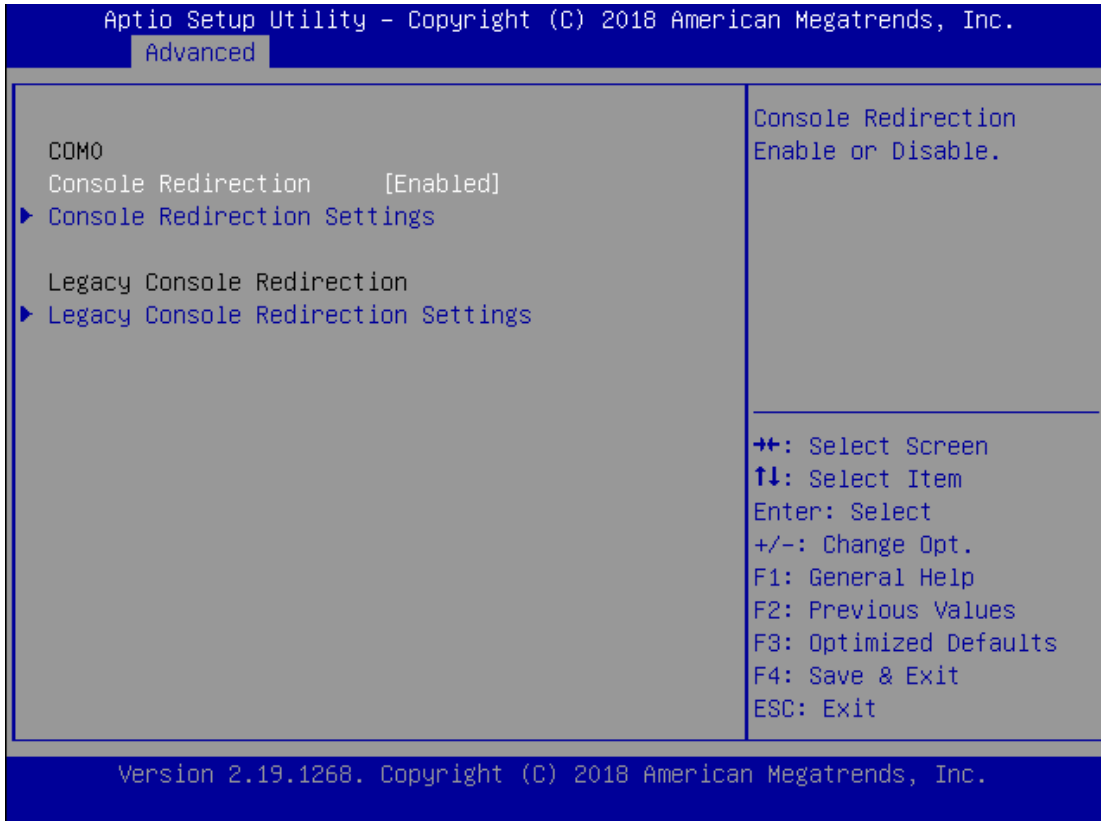 Aptio Setup Utility – Copyright (C) 2018 American Megatrends, Inc.
Advanced
COM0
Console Redirection [Enabled]
▶ Console Redirection Settings
Legacy Console Redirection
▶ Legacy Console Redirection Settings
Console Redirection
Enable or Disable.
→←: Select Screen
↑↓: Select Item
Enter: Select
+/-: Change Opt.
F1: General Help
F2: Previous Values
F3: Optimized Defaults
F4: Save & Exit
ESC: Exit
Version 2.19.1268. Copyright (C) 2018 American Megatrends, Inc.